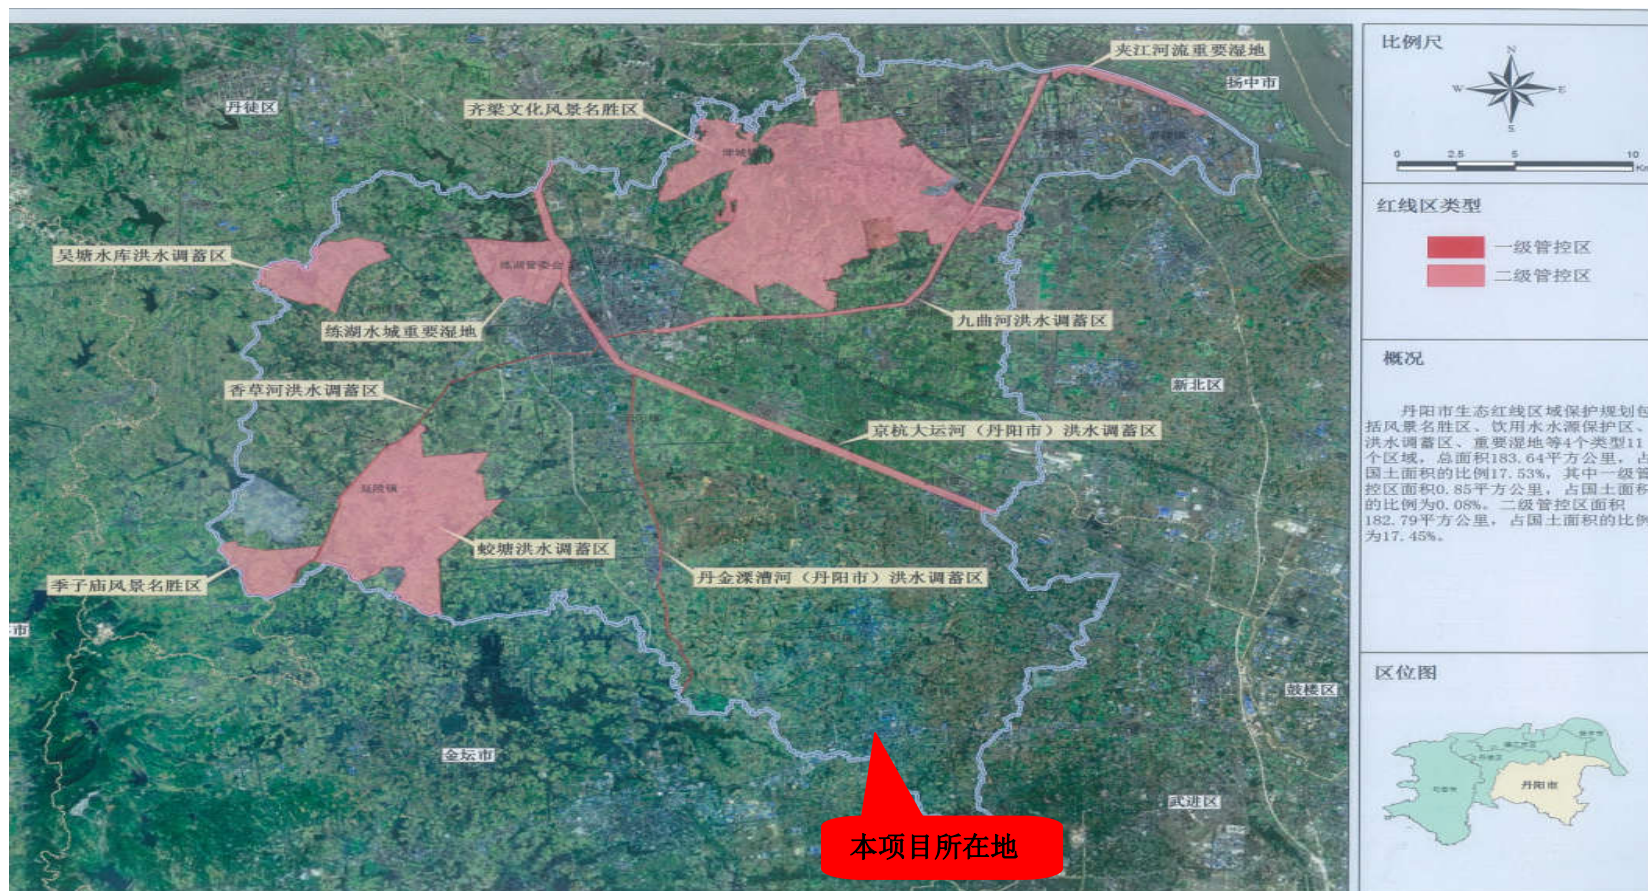 夹江河流重要湿地
扬中市
丹徒区
齐梁文化风景名胜区
吴塘水库洪水调蓄区
练湖管委会
练湖水城重要湿地
九曲河洪水调蓄区
新北区
香草河洪水调蓄区
京杭大运河（丹阳市）洪水调蓄区
延陵镇
蛟塘洪水调蓄区
丹金溧漕河（丹阳市）洪水调蓄区
季子庙风景名胜区
市
鼓楼区
金坛市
武进区
本项目所在地
比例尺
N
W
E
S
0 2.5 5 10
Km
红线区类型
一级管控区
二级管控区
概况
丹阳市生态红线区域保护规划包
括风景名胜区、饮用水水源保护区、
洪水调蓄区、重要湿地等4个类型11
个区域，总面积183.64平方公里，占
国土面积的比例17.53%，其中一级管
控区面积0.85平方公里，占国土面积
的比例为0.08%。二级管控区面积
182.79平方公里，占国土面积的比例
为17.45%。
区位图
丹阳市